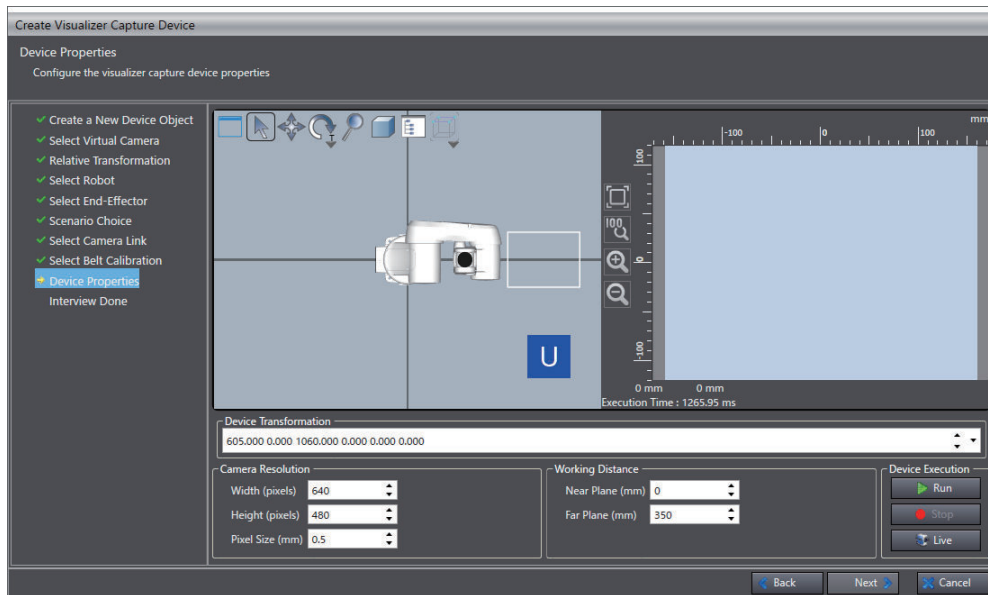 Create Visualizer Capture Device
Device Properties
Configure the visualizer capture device properties
Create a New Device Object
Select Virtual Camera
Relative Transformation
Select Robot
Select End-Effector
Scenario Choice
Select Camera Link
Select Belt Calibration
Device Properties
Interview Done
mm
-100 0 100
100
0
-100
100
U
0 mm 0 mm
Execution Time : 1265.95 ms
Device Transformation
605.000 0.000 1060.000 0.000 0.000 0.000
Camera Resolution
Width (pixels) 640
Height (pixels) 480
Pixel Size (mm) 0.5
Working Distance
Near Plane (mm) 0
Far Plane (mm) 350
Device Execution
Run
Stop
Live
Back Next Cancel